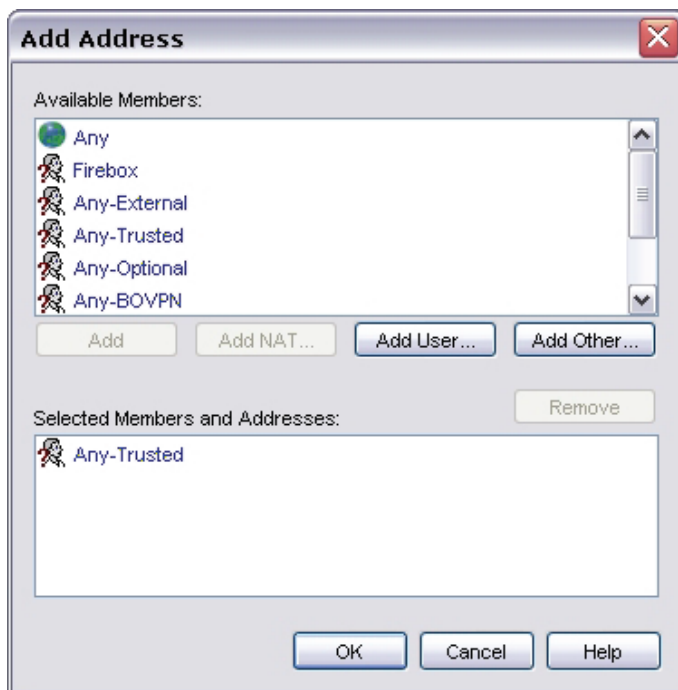 Add Address
Available Members:
Any
Firebox
Any-External
Any-Trusted
Any-Optional
Any-BOVPN
Add Add NAT... Add User... Add Other...
Remove
Selected Members and Addresses:
Any-Trusted
OK Cancel Help